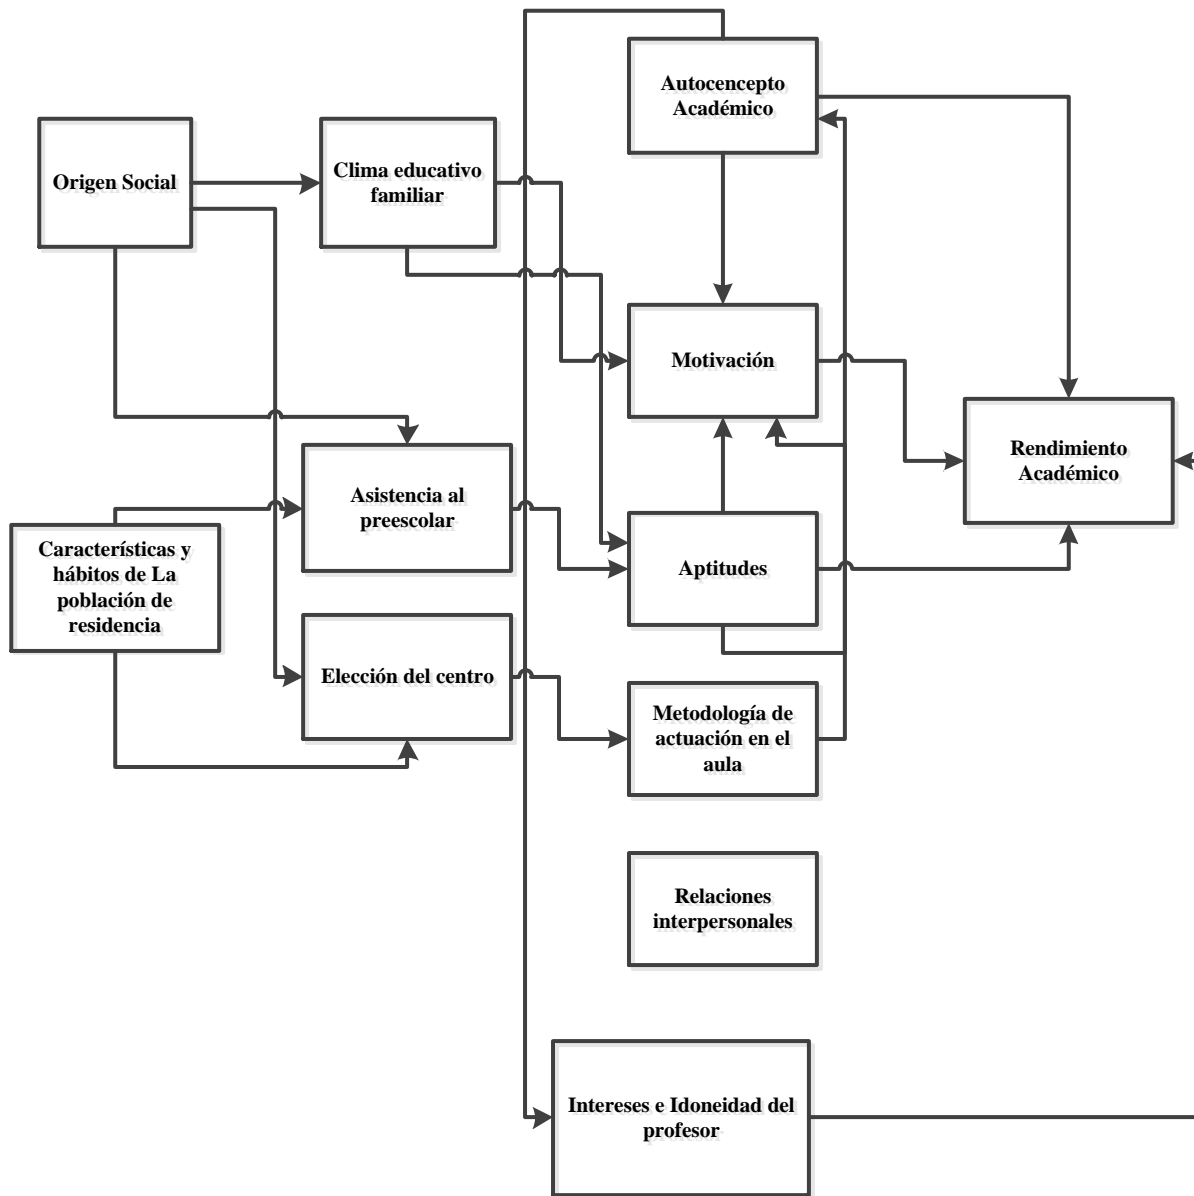 Autocencepto
Académico
Origen Social
Clima educativo
familiar
Motivación
Rendimiento
Académico
Asistencia al
preescolar
Característícas y
hábitos de La
población de
residencia
Aptitudes
Elección del centro
Metodología de
actuación en el
aula
Relaciones
interpersonales
Intereses e Idoneidad del
profesor